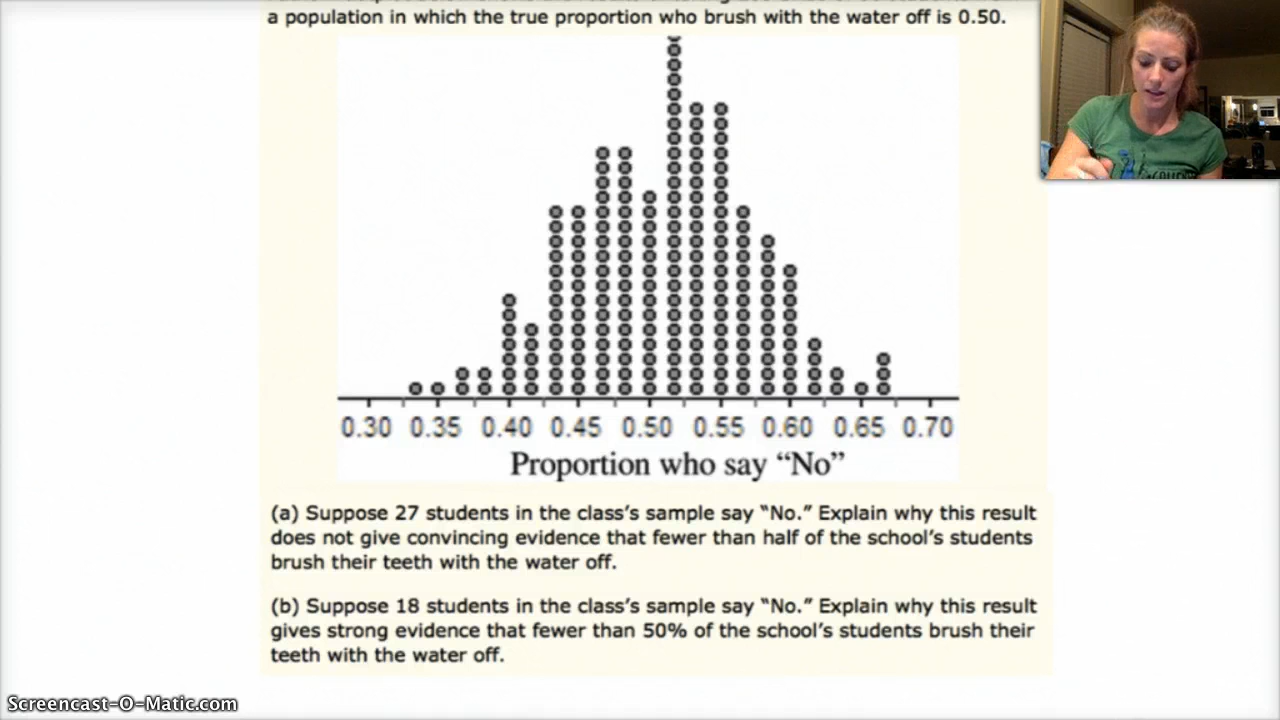 a population in which the true proportion who brush with the water off is 0.50.
0.30 0.35 0.40 0.45 0.50 0.55 0.60 0.65 0.70
Proportion who say “No”
(a) Suppose 27 students in the class’s sample say “No.” Explain why this result
does not give convincing evidence that fewer than half of the school’s students
brush their teeth with the water off.
(b) Suppose 18 students in the class’s sample say “No.” Explain why this result
gives strong evidence that fewer than 50% of the school’s students brush their
teeth with the water off.
Screencast-O-Matic.com